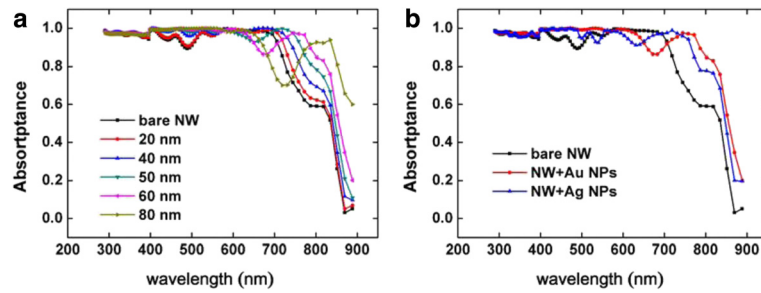 a
Absortptance
1.0
0.8
0.6
0.4
0.2
0.0
bare NW
20 nm
40 nm
50 nm
60 nm
80 nm
200 300 400 500 600 700 800 900
wavelength (nm)
b
Absortptance
1.0
0.8
0.6
0.4
0.2
0.0
bare NW
NW+Au NPs
NW+Ag NPs
200 300 400 500 600 700 800 900
wavelength (nm)